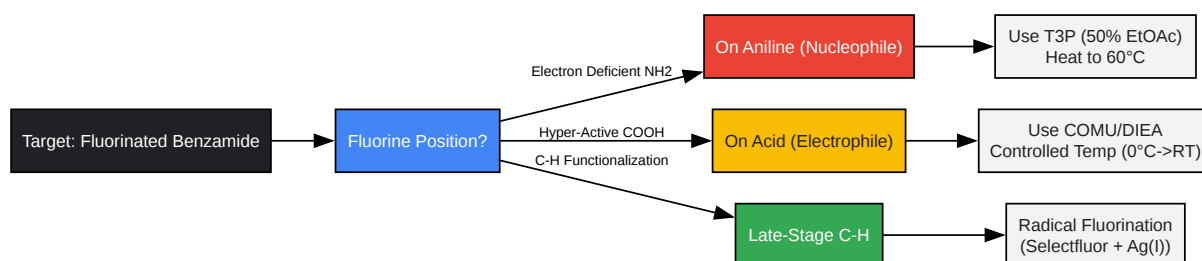 Target: Fluorinated Benzamide
Fluorine Position?
Electron Deficient NH2
Hyper-Active COOH
C-H Functionalization
On Aniline (Nucleophile)
On Acid (Electrophile)
Late-Stage C-H
Use T3P (50% EtOAc)
Heat to 60°C
Use COMU/DIEA
Controlled Temp (0°C->RT)
Radical Fluorination
(Selectfluor + Ag(I))